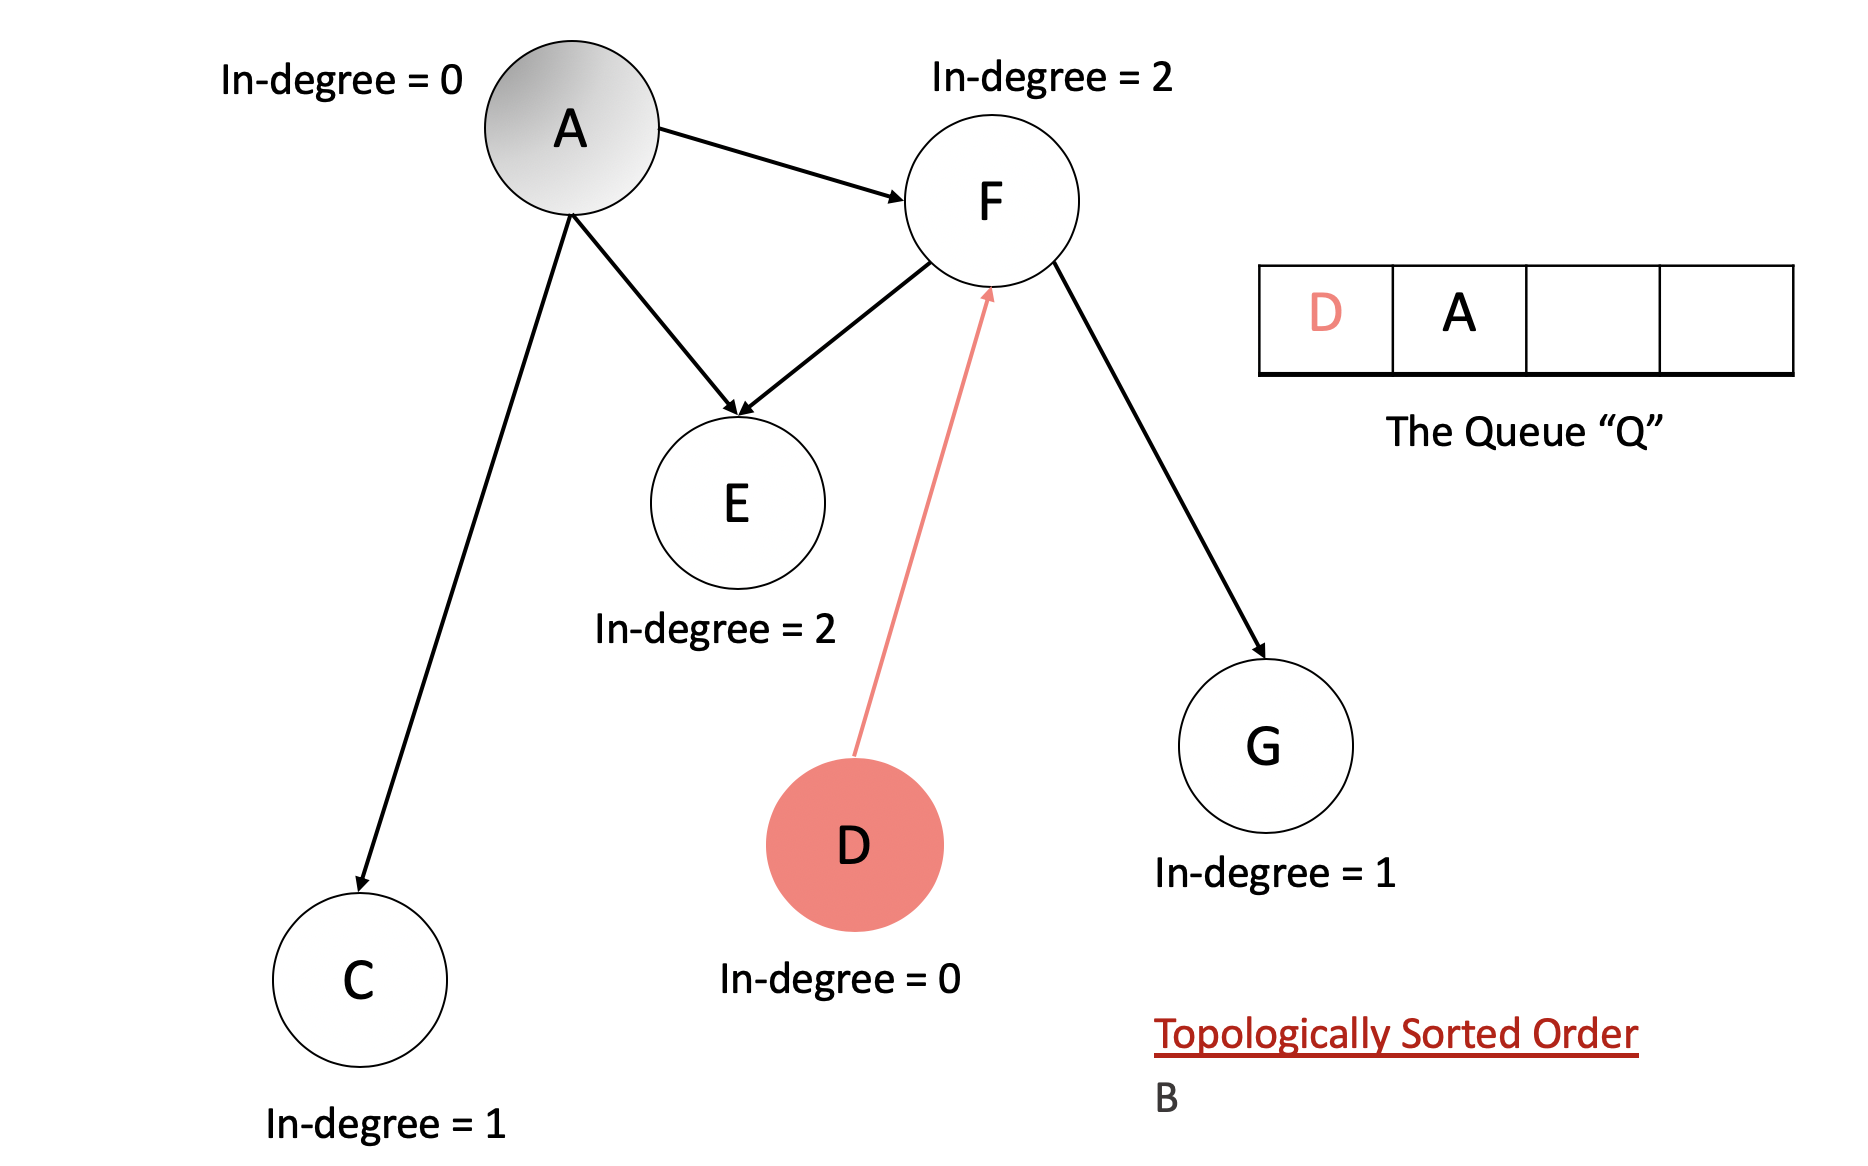 In-degree = 0
A
In-degree = 2
F
D A
The Queue “Q”
E
In-degree = 2
G
In-degree = 1
D
In-degree = 0
C
In-degree = 1
Topologically Sorted Order
B